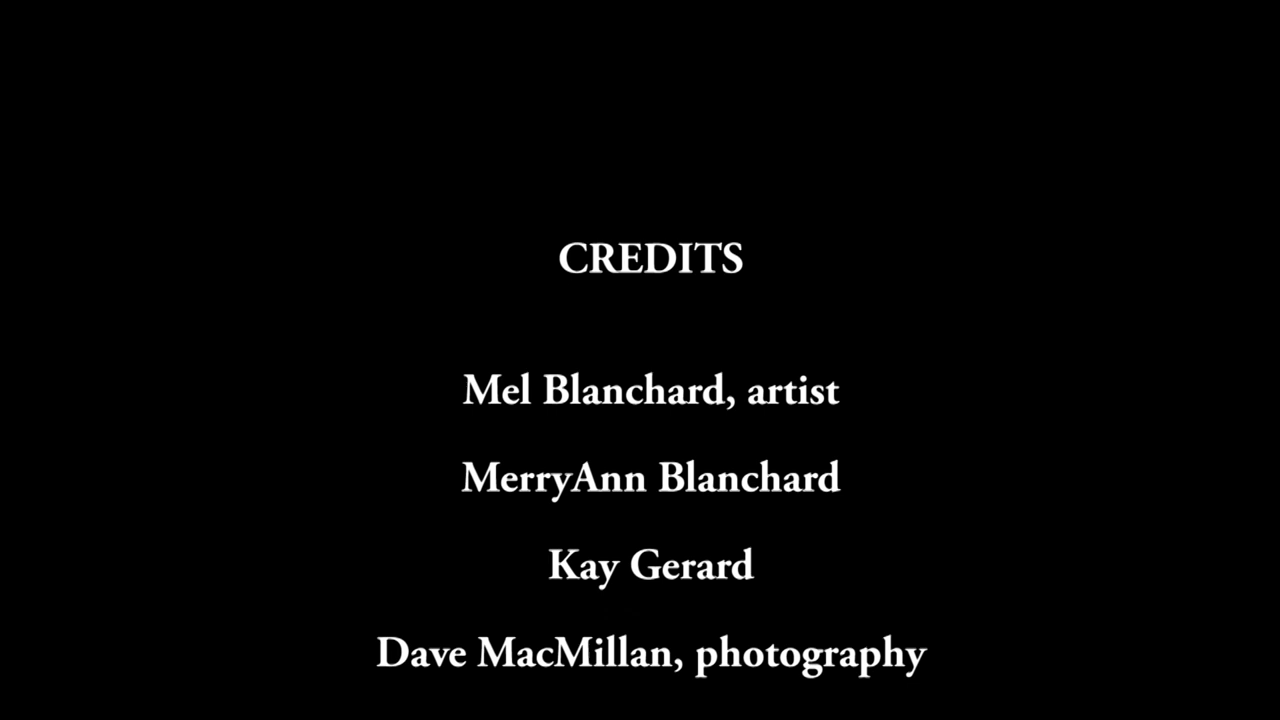 CREDITS
Mel Blanchard, artist
MerryAnn Blanchard
Kay Gerard
Dave MacMillan, photography